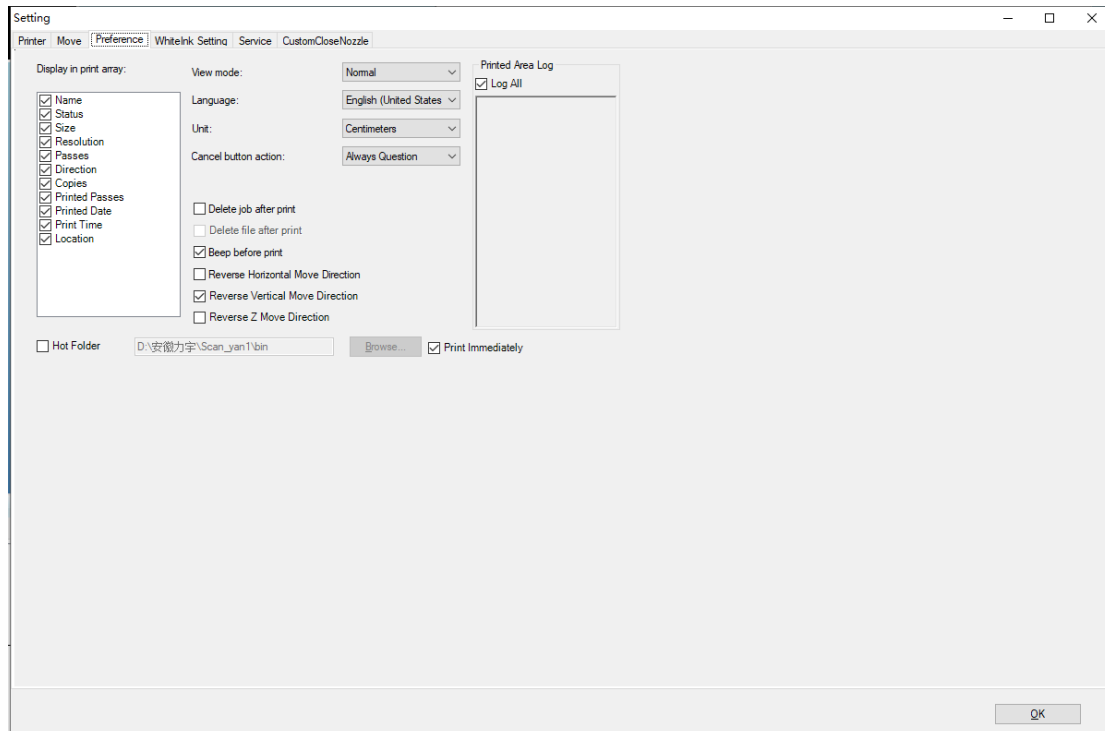 Setting
Printer Move Preference WhiteInk Setting Service CustomCloseNozzle
Display in print array:
Name
Status
Size
Resolution
Passes
Direction
Copies
Printed Passes
Printed Date
Print Time
Location
View mode: Normal
Language: English (United States
Unit: Centimeters
Cancel button action: Always Question
Delete job after print
Delete file after print
Beep before print
Reverse Horizontal Move Direction
Reverse Vertical Move Direction
Reverse Z Move Direction
Printed Area Log
Log All
Hot Folder D:\安徽力宇\Scan_yan1\bin Browse... Print Immediately
OK